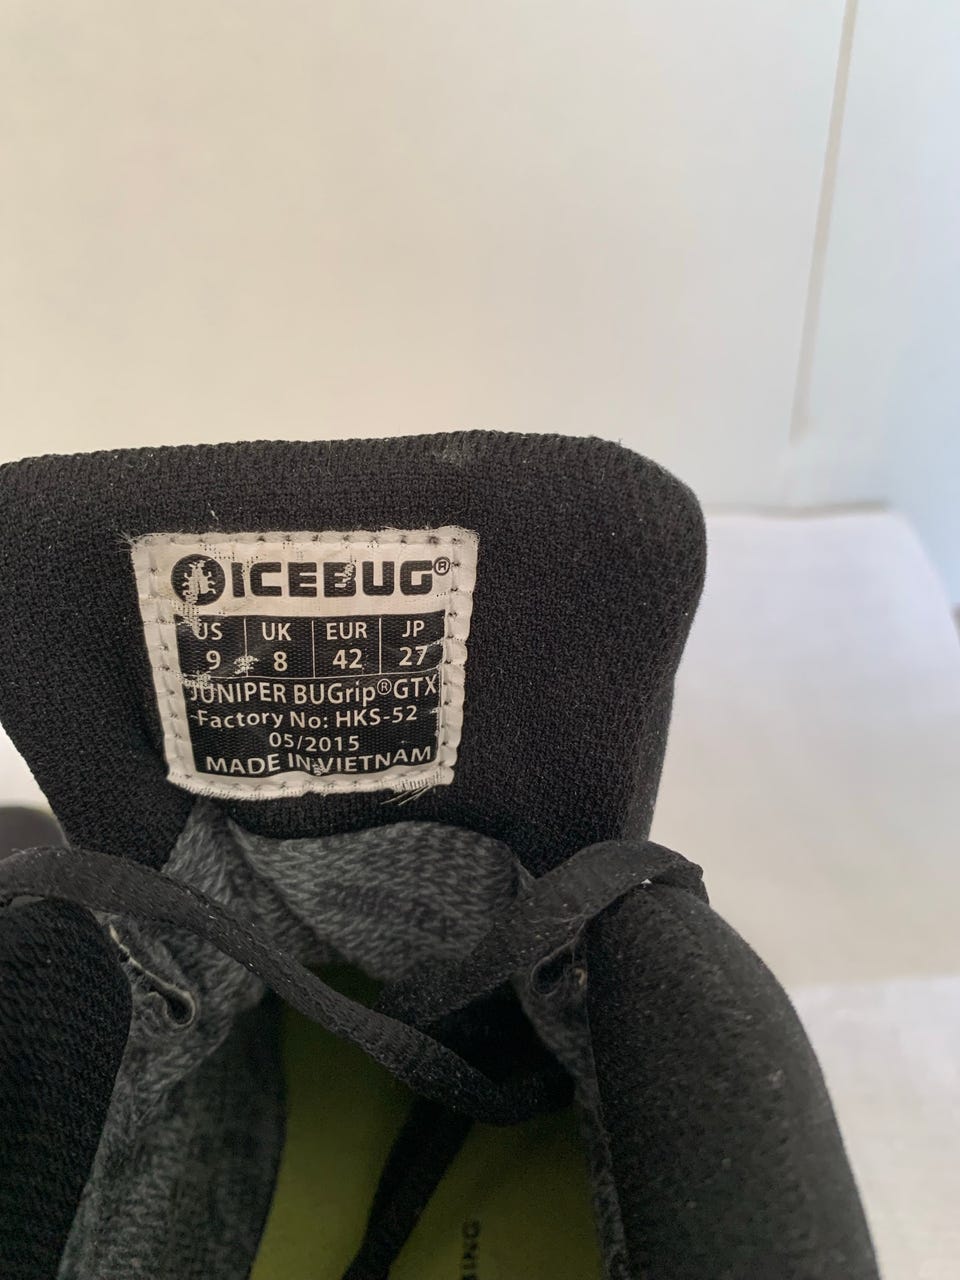 ICEBUG®
US UK EUR JP
9 8 42 27
JUNIPER BUGrip®GTX
Factory No: HKS-52
05/2015
MADE IN VIETNAM